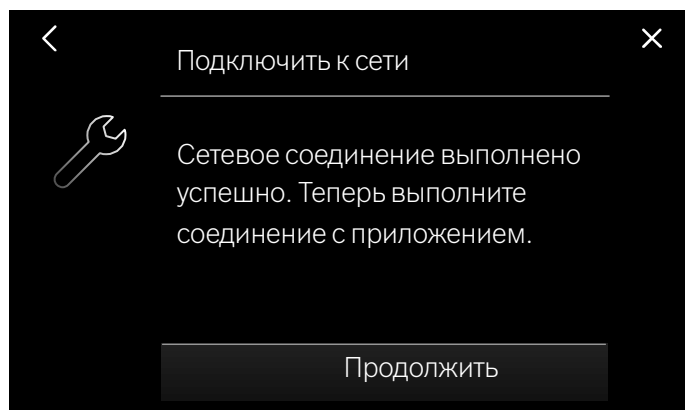 Подключить к сети
Сетевое соединение выполнено
успешно. Теперь выполните
соединение с приложением.
Продолжить